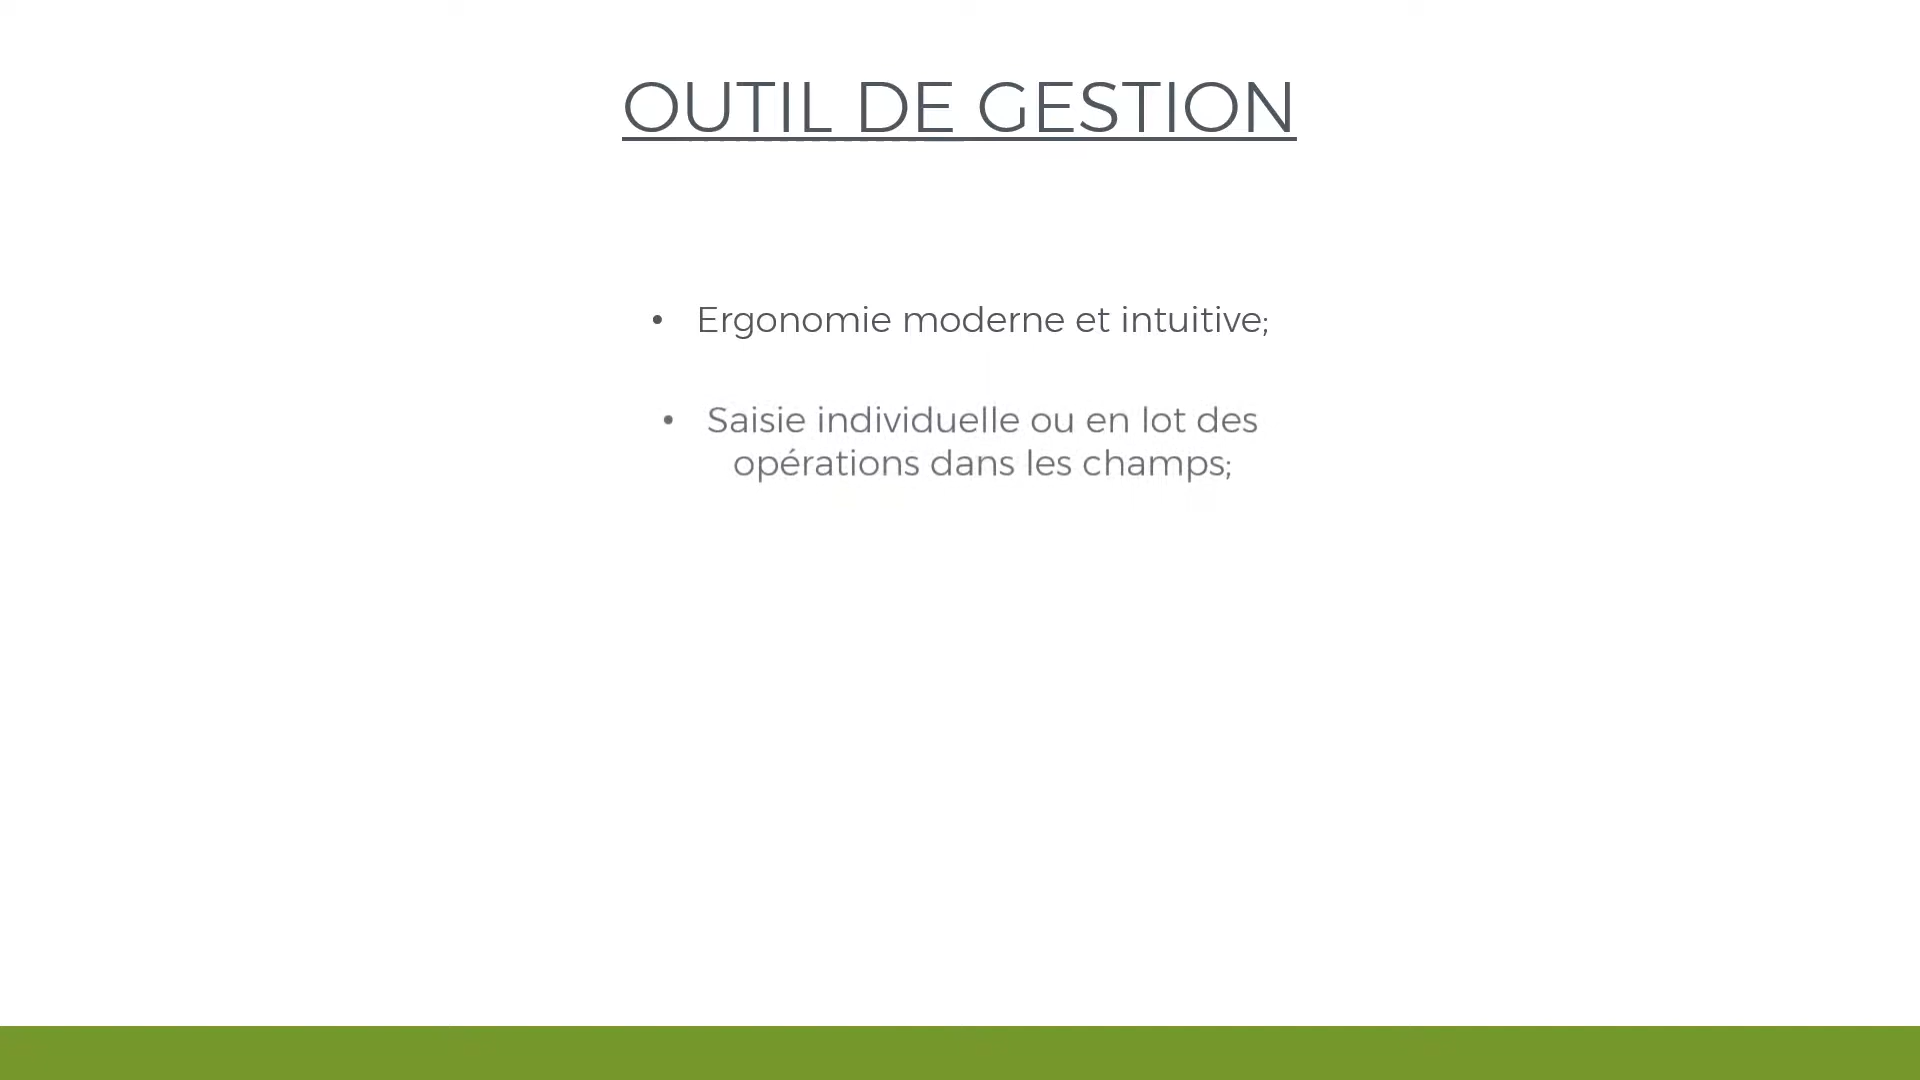 OUTIL DE GESTION
• Ergonomie moderne et intuitive;
• Saisie individuelle ou en lot des
opérations dans les champs;